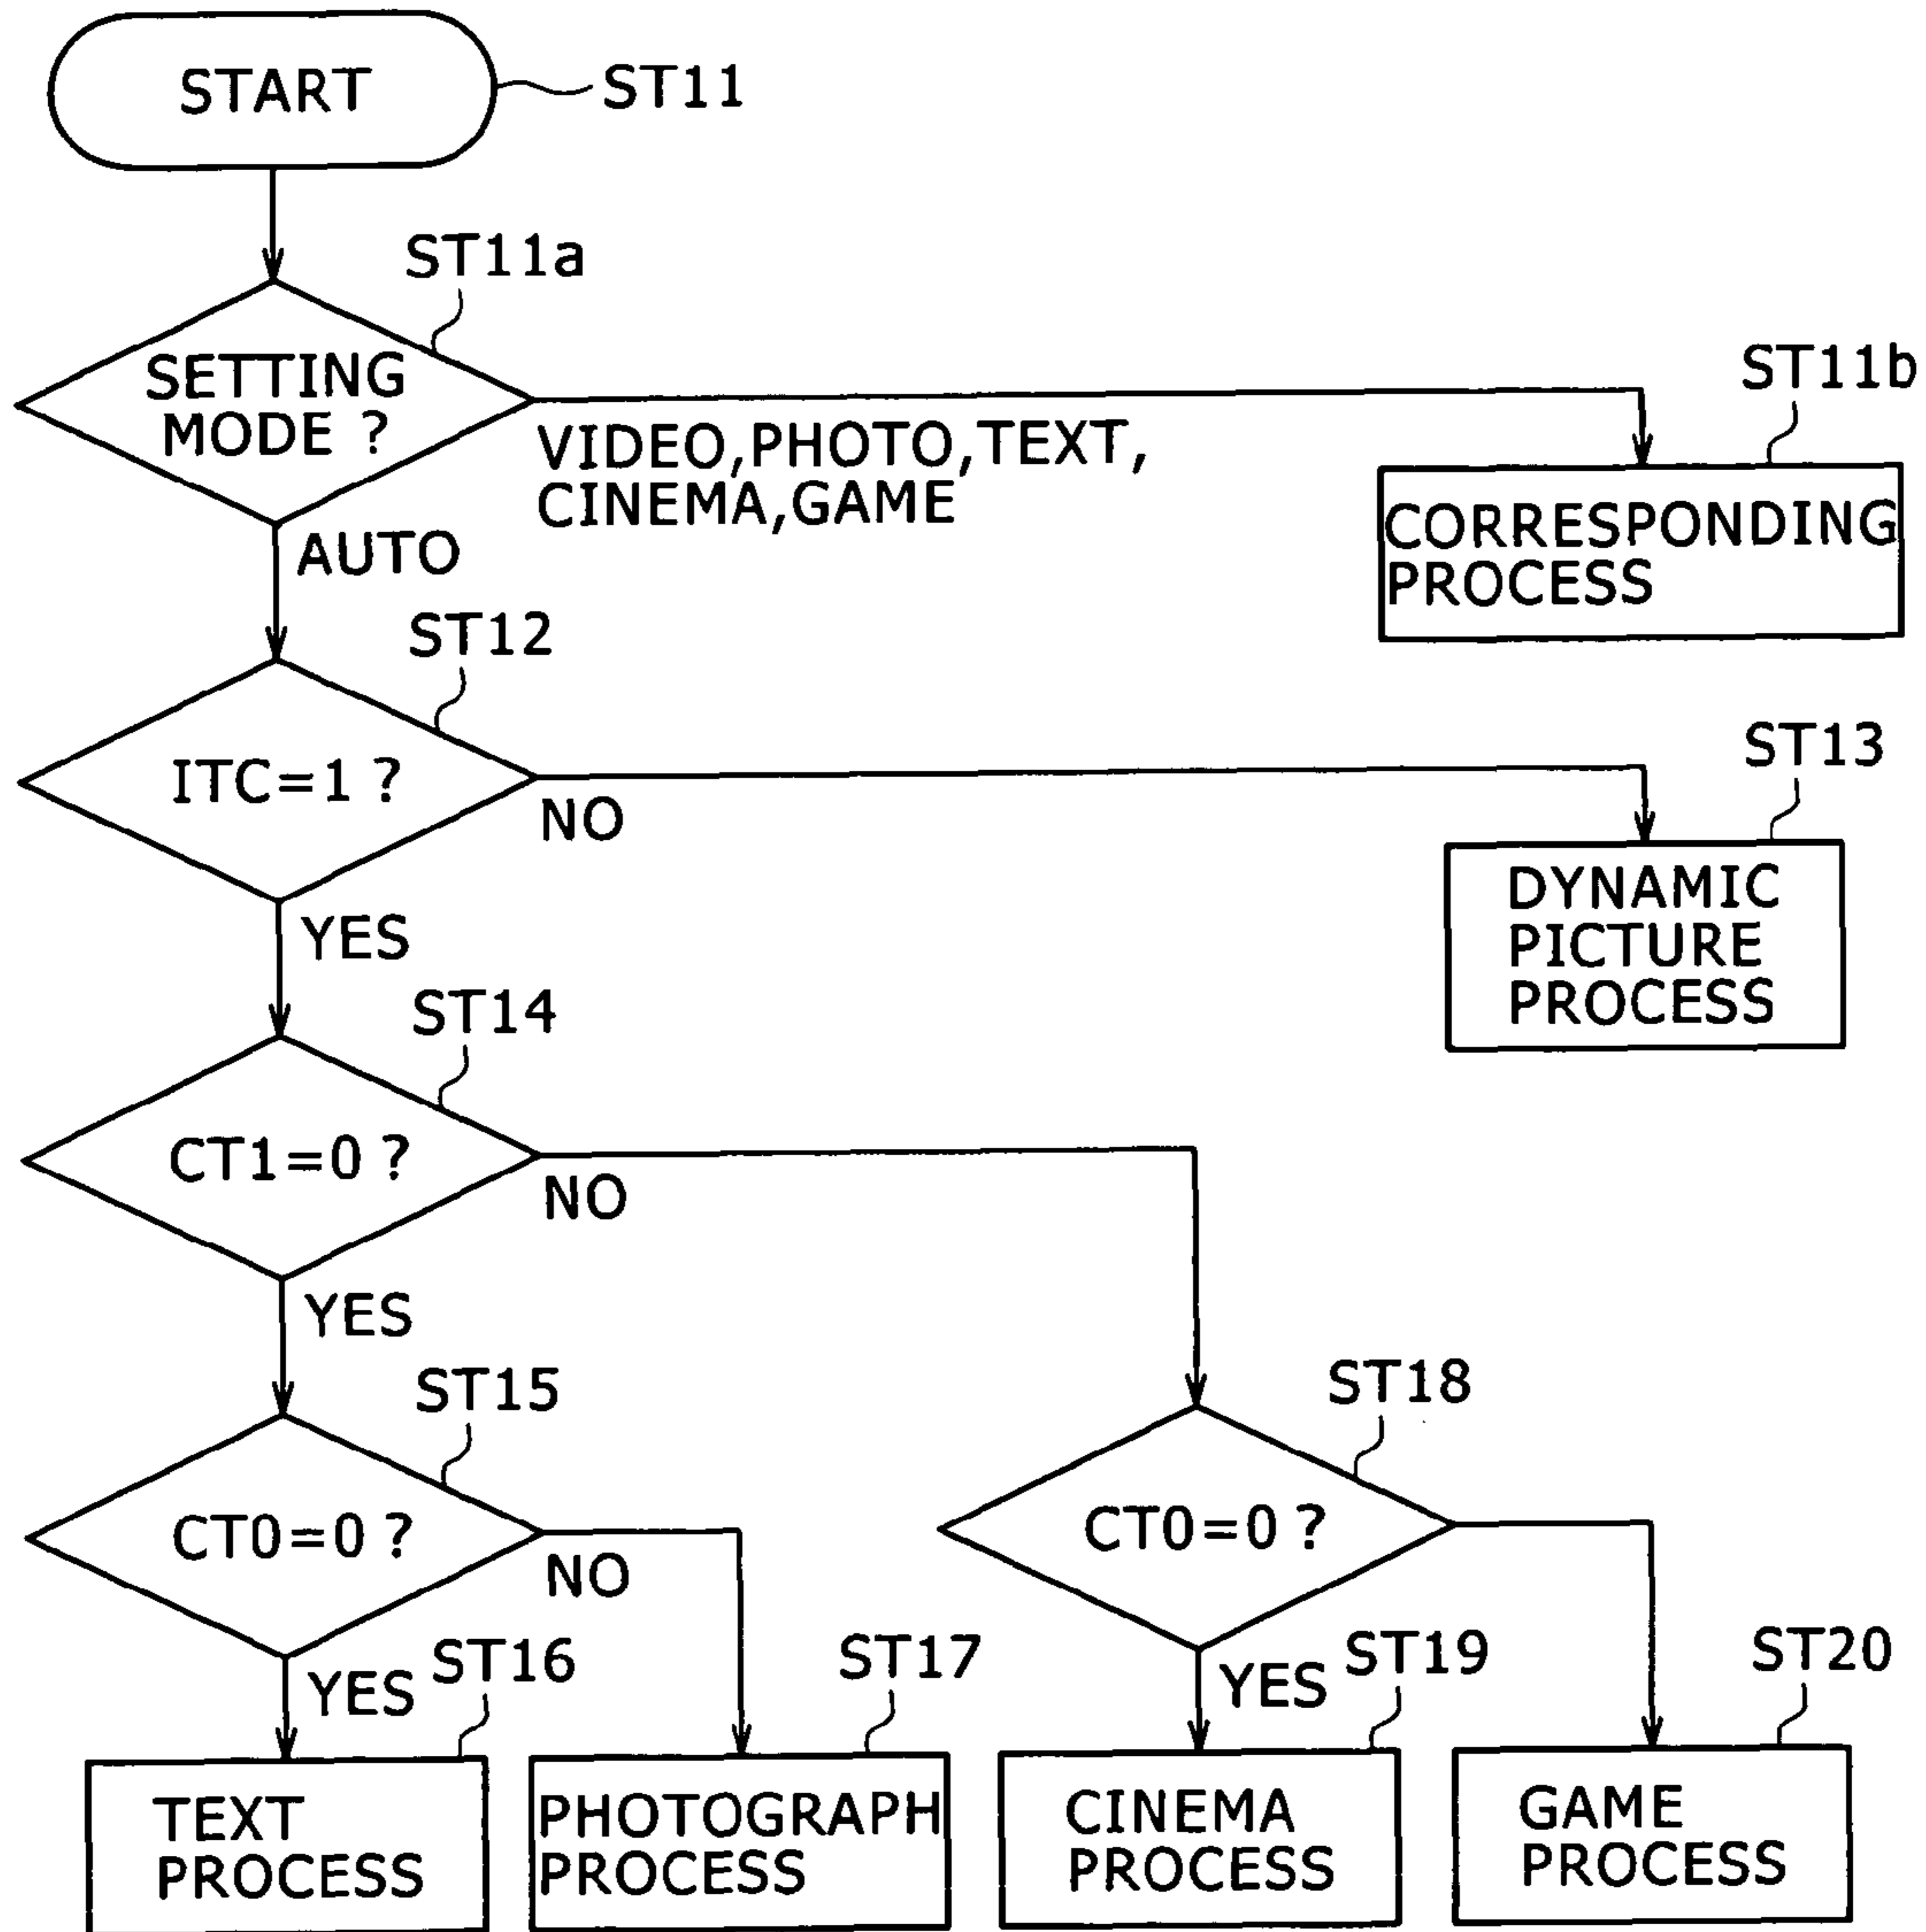 START
ST11
ST11a
SETTING
MODE ?
VIDEO,PHOTO,TEXT,
CINEMA,GAME
ST11b
CORRESPONDING
PROCESS
AUTO
ST12
ITC=1 ?
NO
ST13
DYNAMIC
PICTURE
PROCESS
YES
ST14
CT1=0 ?
NO
YES
ST15
CT0=0 ?
NO
ST18
CT0=0 ?
YES
ST16
TEXT
PROCESS
ST17
PHOTOGRAPH
PROCESS
YES
ST19
CINEMA
PROCESS
ST20
GAME
PROCESS